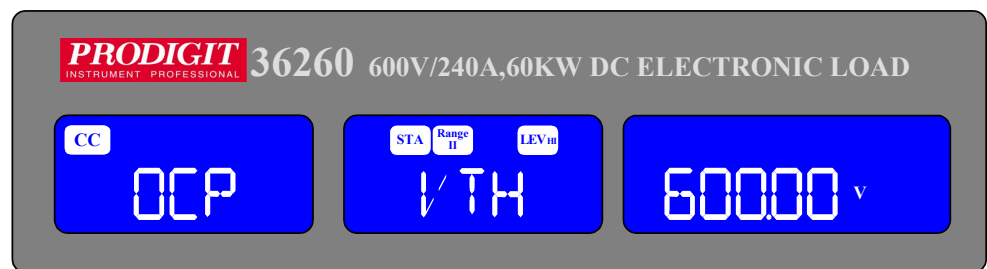 PRODIGIT
INSTRUMENT PROFESSIONAL
36260 600V/240A,60KW DC ELECTRONIC LOAD
CC
OCP
STA Range II LEV HI
VTH
600.00 V